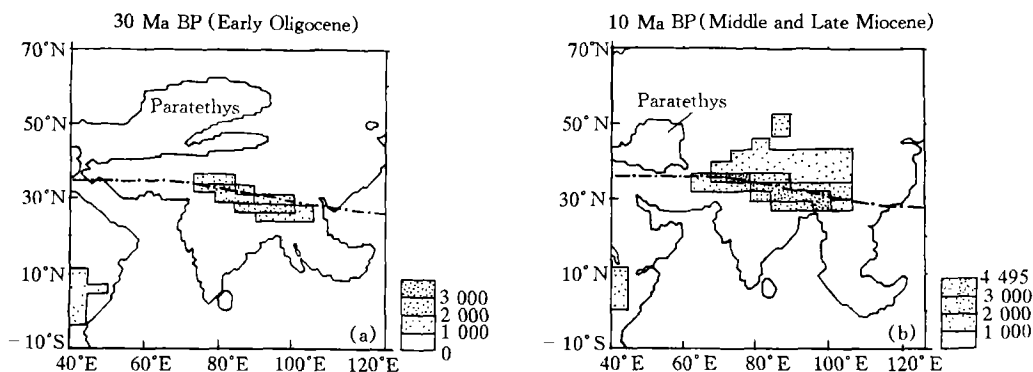 30 Ma BP (Early Oligocene)
70°N
50°N
30°N
10°N
-10°S
Paratethys
(a)
3 000
2 000
1 000
0
40°E 60°E 80°E 100°E 120°E
10 Ma BP (Middle and Late Miocene)
70°N
50°N
30°N
10°N
-10°S
Paratethys
(b)
4 495
3 000
2 000
1 000
40°E 60°E 80°E 100°E 120°E